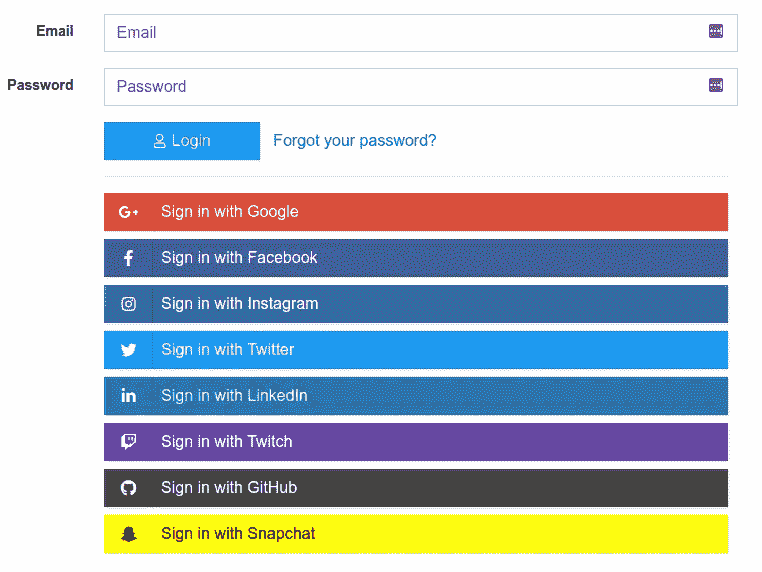 Email Email
Password Password
Login Forgot your password?
G+ Sign in with Google
f Sign in with Facebook
Sign in with Instagram
Sign in with Twitter
in Sign in with LinkedIn
Sign in with Twitch
Sign in with GitHub
Sign in with Snapchat